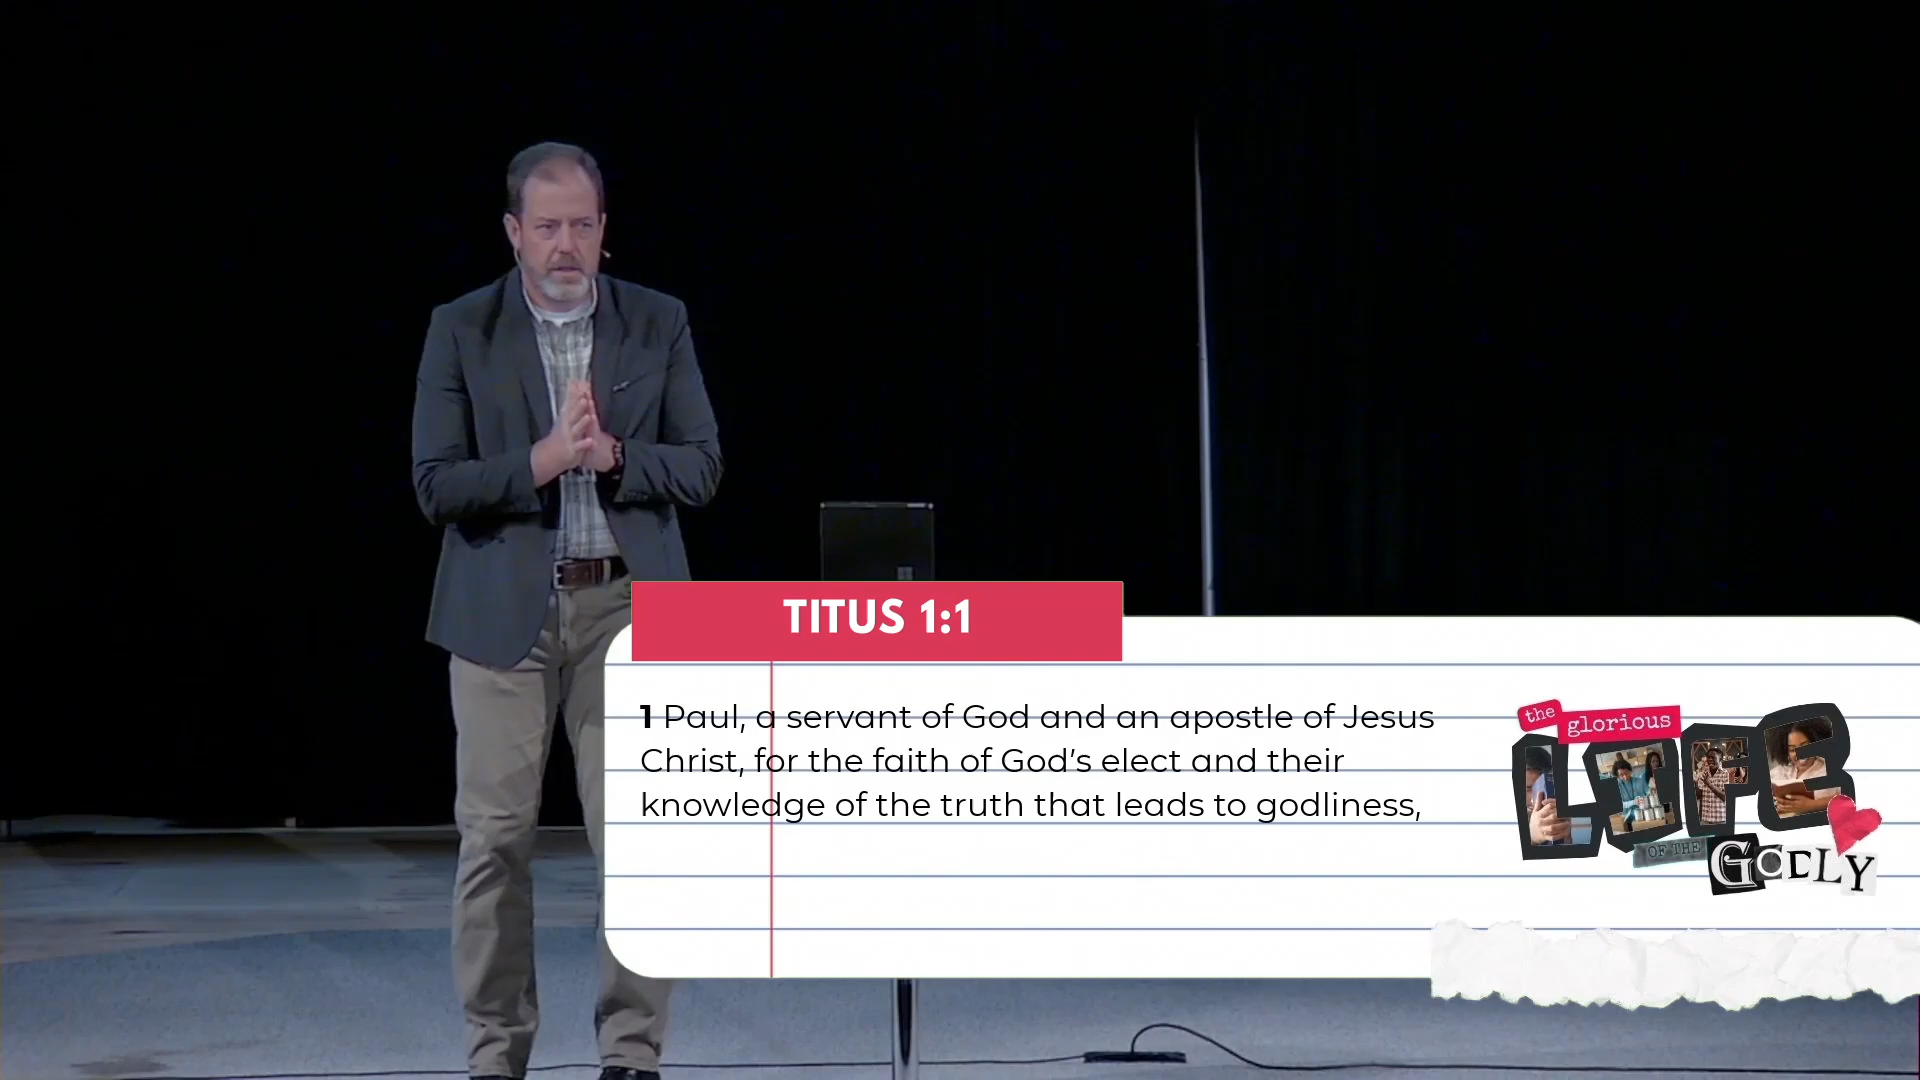 TITUS 1:1
1 Paul, a servant of God and an apostle of Jesus
Christ, for the faith of God’s elect and their
knowledge of the truth that leads to godliness,
the
glorious
LIFE
OF THE
GODLY